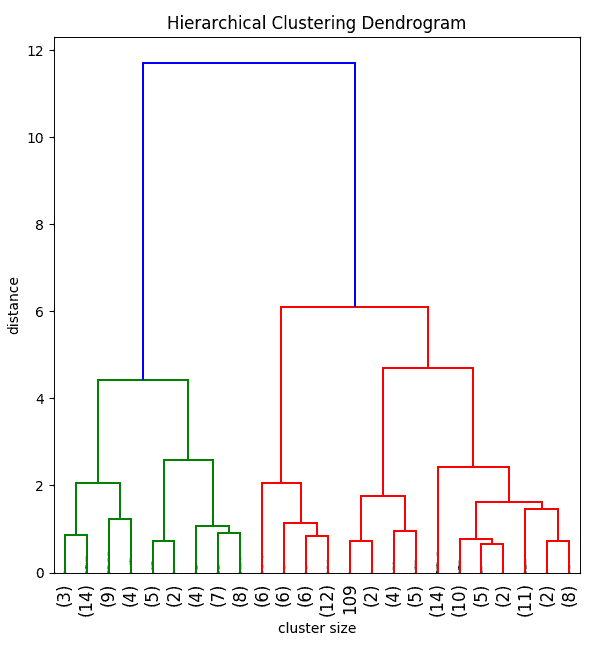 Hierarchical Clustering Dendrogram
12
10
8
6
4
2
0
distance
(3) (14) (9) (4) (5) (2) (4) (7) (8) (6) (6) (6) (12) 109 (2) (4) (5) (14) (10) (5) (2) (11) (2) (8)
cluster size